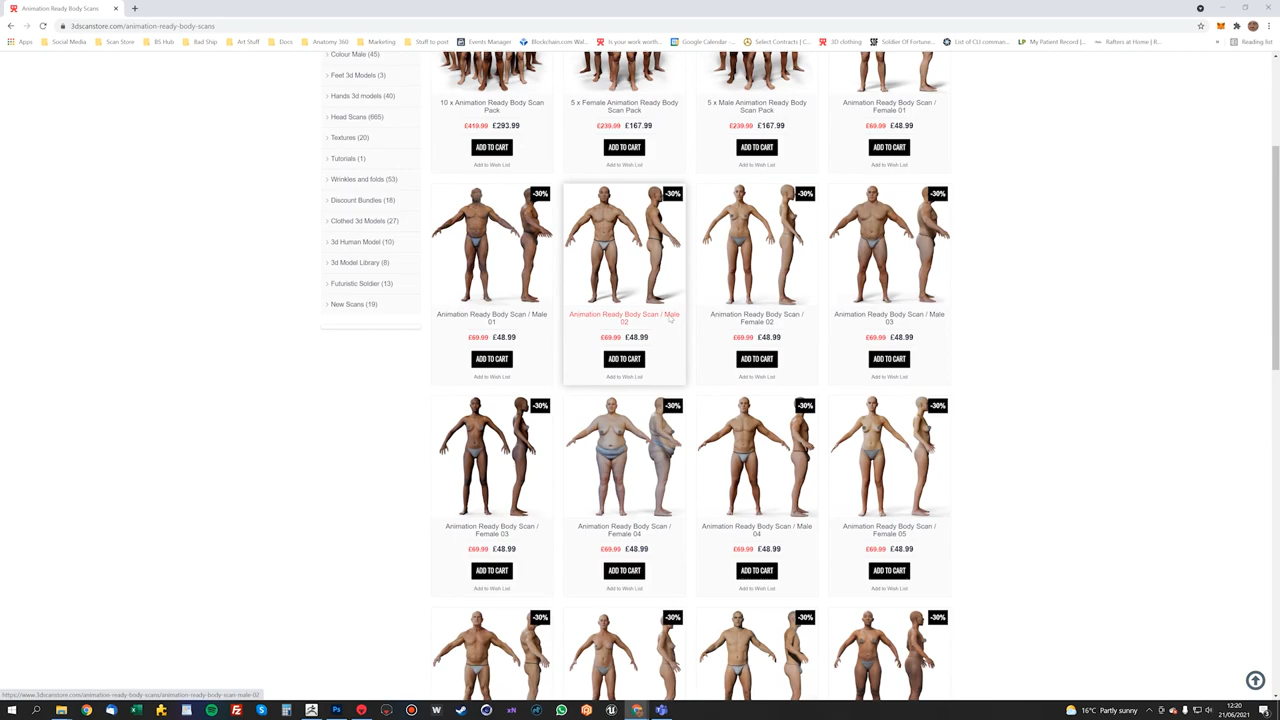 Animation Ready Body Scans
3dscanstore.com/animation-ready-body-scans
Apps
Social Media
Scan Store
BS Hub
Bad Ship
Art Stuff
Docs
Anatomy 360
Marketing
Stuff to post
Events Manager
Blockchain.com Wal...
Is your work worth...
Google Calendar -...
Select Contracts | C...
3D clothing
Soldier Of Fortune...
List of CLI comman...
My Patient Record |...
Rafters at Home | R...
Reading list
Colour Male (45)
Feet 3d Models (3)
Hands 3d models (40)
Head Scans (665)
Textures (20)
Tutorials (1)
Wrinkles and folds (53)
Discount Bundles (18)
Clothed 3d Models (27)
3d Human Model (10)
3d Model Library (8)
Futuristic Soldier (13)
New Scans (19)
10 x Animation Ready Body Scan
Pack
£419.99 £293.99
ADD TO CART
Add to Wish List
5 x Female Animation Ready Body
Scan Pack
£239.99 £167.99
ADD TO CART
Add to Wish List
5 x Male Animation Ready Body
Scan Pack
£239.99 £167.99
ADD TO CART
Add to Wish List
Animation Ready Body Scan /
Female 01
£69.99 £48.99
ADD TO CART
Add to Wish List
-30%
Animation Ready Body Scan / Male
01
£69.99 £48.99
ADD TO CART
Add to Wish List
-30%
Animation Ready Body Scan / Male
02
£69.99 £48.99
ADD TO CART
Add to Wish List
-30%
Animation Ready Body Scan /
Female 02
£69.99 £48.99
ADD TO CART
Add to Wish List
-30%
Animation Ready Body Scan / Male
03
£69.99 £48.99
ADD TO CART
Add to Wish List
-30%
Animation Ready Body Scan /
Female 03
£69.99 £48.99
ADD TO CART
Add to Wish List
-30%
Animation Ready Body Scan /
Female 04
£69.99 £48.99
ADD TO CART
Add to Wish List
-30%
Animation Ready Body Scan / Male
04
£69.99 £48.99
ADD TO CART
Add to Wish List
-30%
Animation Ready Body Scan /
Female 05
£69.99 £48.99
ADD TO CART
Add to Wish List
-30%
-30%
-30%
-30%
https://www.3dscanstore.com/animation-ready-body-scans/animation-ready-body-scan-male-02
16°C Partly sunny
12:20
21/06/2021